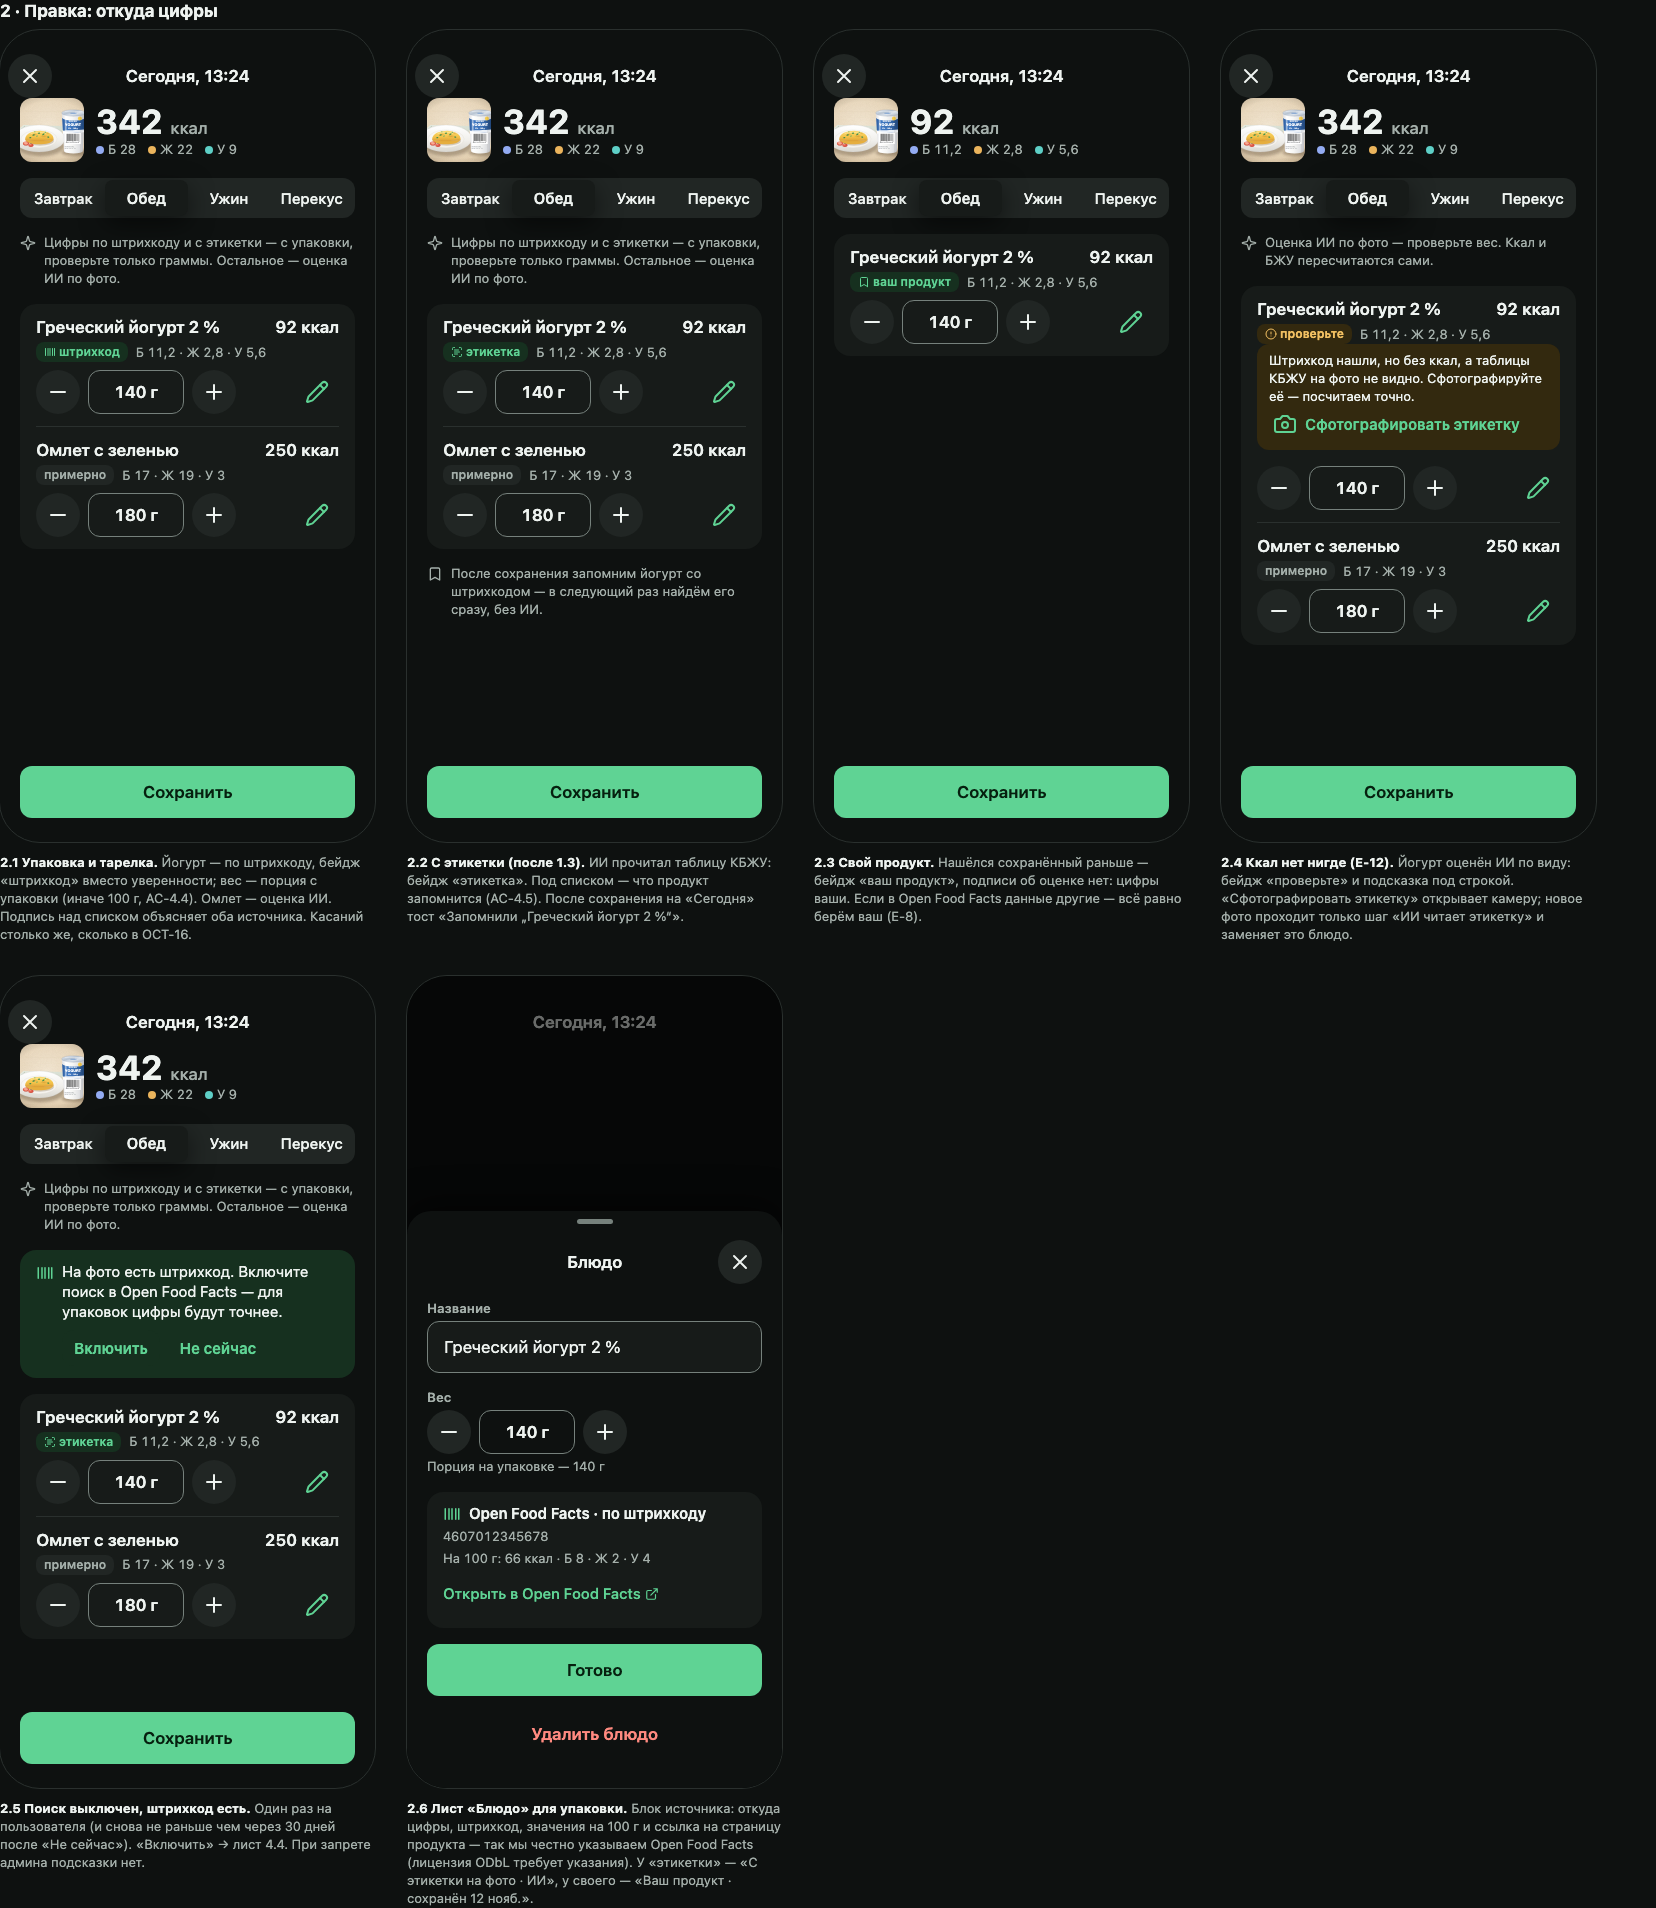 2 · Правка: откуда цифры
Сегодня, 13:24
342 ккал
Б 28 Ж 22 У 9
Завтрак Обед Ужин Перекус
Цифры по штрихкоду и с этикетки — с упаковки,
проверьте только граммы. Остальное — оценка
ИИ по фото.
Греческий йогурт 2 % 92 ккал
штрихкод Б 11,2 · Ж 2,8 · У 5,6
140 г
Омлет с зеленью 250 ккал
примерно Б 17 · Ж 19 · У 3
180 г
Сохранить
2.1 Упаковка и тарелка. Йогурт — по штрихкоду, бейдж
«штрихкод» вместо уверенности; вес — порция с
упаковки (иначе 100 г, АС-4.4). Омлет — оценка ИИ.
Подпись над списком объясняет оба источника. Касаний
столько же, сколько в ОСТ-16.
Сегодня, 13:24
342 ккал
Б 28 Ж 22 У 9
Завтрак Обед Ужин Перекус
Цифры по штрихкоду и с этикетки — с упаковки,
проверьте только граммы. Остальное — оценка
ИИ по фото.
Греческий йогурт 2 % 92 ккал
этикетка Б 11,2 · Ж 2,8 · У 5,6
140 г
Омлет с зеленью 250 ккал
примерно Б 17 · Ж 19 · У 3
180 г
После сохранения запомним йогурт со
штрихкодом — в следующий раз найдём его
сразу, без ИИ.
Сохранить
2.2 С этикетки (после 1.3). ИИ прочитал таблицу КБЖУ:
бейдж «этикетка». Под списком — что продукт
запомнится (АС-4.5). После сохранения на «Сегодня»
тост «Запомнили „Греческий йогурт 2 %“».
Сегодня, 13:24
92 ккал
Б 11,2 Ж 2,8 У 5,6
Завтрак Обед Ужин Перекус
Греческий йогурт 2 % 92 ккал
ваш продукт Б 11,2 · Ж 2,8 · У 5,6
140 г
Сохранить
2.3 Свой продукт. Нашёлся сохранённый раньше —
бейдж «ваш продукт», подписи об оценке нет: цифры
ваши. Если в Open Food Facts данные другие — всё равно
берём ваш (Е-8).
Сегодня, 13:24
342 ккал
Б 28 Ж 22 У 9
Завтрак Обед Ужин Перекус
Оценка ИИ по фото — проверьте вес. Ккал и
БЖУ пересчитаются сами.
Греческий йогурт 2 % 92 ккал
проверьте Б 11,2 · Ж 2,8 · У 5,6
Штрихкод нашли, но без ккал, а таблицы
КБЖУ на фото не видно. Сфотографируйте
её — посчитаем точно.
Сфотографировать этикетку
140 г
Омлет с зеленью 250 ккал
примерно Б 17 · Ж 19 · У 3
180 г
Сохранить
2.4 Ккал нет нигде (Е-12). Йогурт оценён ИИ по виду:
бейдж «проверьте» и подсказка под строкой.
«Сфотографировать этикетку» открывает камеру; новое
фото проходит только шаг «ИИ читает этикетку» и
заменяет это блюдо.
Сегодня, 13:24
342 ккал
Б 28 Ж 22 У 9
Завтрак Обед Ужин Перекус
Цифры по штрихкоду и с этикетки — с упаковки,
проверьте только граммы. Остальное — оценка
ИИ по фото.
На фото есть штрихкод. Включите
поиск в Open Food Facts — для
упаковок цифры будут точнее.
Включить Не сейчас
Греческий йогурт 2 % 92 ккал
этикетка Б 11,2 · Ж 2,8 · У 5,6
140 г
Омлет с зеленью 250 ккал
примерно Б 17 · Ж 19 · У 3
180 г
Сохранить
2.5 Поиск выключен, штрихкод есть. Один раз на
пользователя (и снова не раньше чем через 30 дней
после «Не сейчас»). «Включить» → лист 4.4. При запрете
админа подсказки нет.
Сегодня, 13:24
Блюдо
Название
Греческий йогурт 2 %
Вес
140 г
Порция на упаковке — 140 г
Open Food Facts · по штрихкоду
4607012345678
На 100 г: 66 ккал · Б 8 · Ж 2 · У 4
Открыть в Open Food Facts
Готово
Удалить блюдо
2.6 Лист «Блюдо» для упаковки. Блок источника: откуда
цифры, штрихкод, значения на 100 г и ссылка на страницу
продукта — так мы честно указываем Open Food Facts
(лицензия ODbL требует указания). У «этикетки» — «С
этикетки на фото · ИИ», у своего — «Ваш продукт ·
сохранён 12 нояб.».